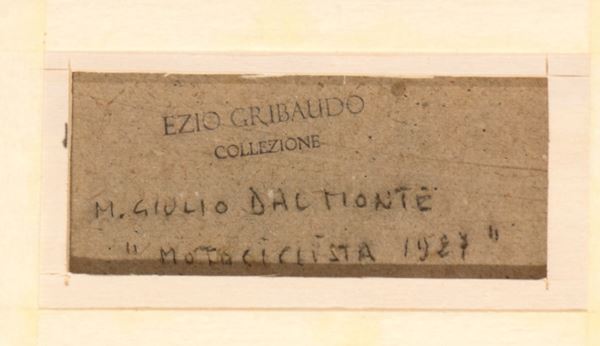 EZIO GRIBAUDO
COLLEZIONE
M. GIULIO DALMONTE
"MOTOCICLISTA 1927"